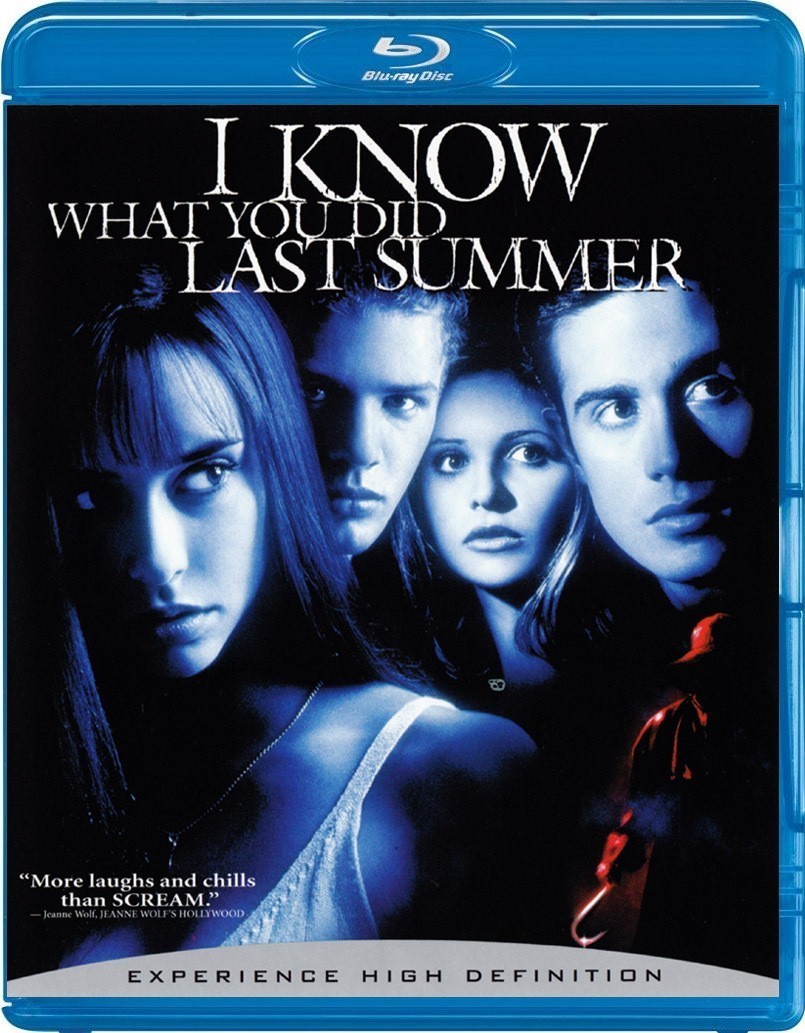 Blu-ray Disc
I KNOW
WHAT YOU DID
LAST SUMMER
“More laughs and chills
than SCREAM.”
— Jeanne Wolf, JEANNE WOLF'S HOLLYWOOD
EXPERIENCE HIGH DEFINITION